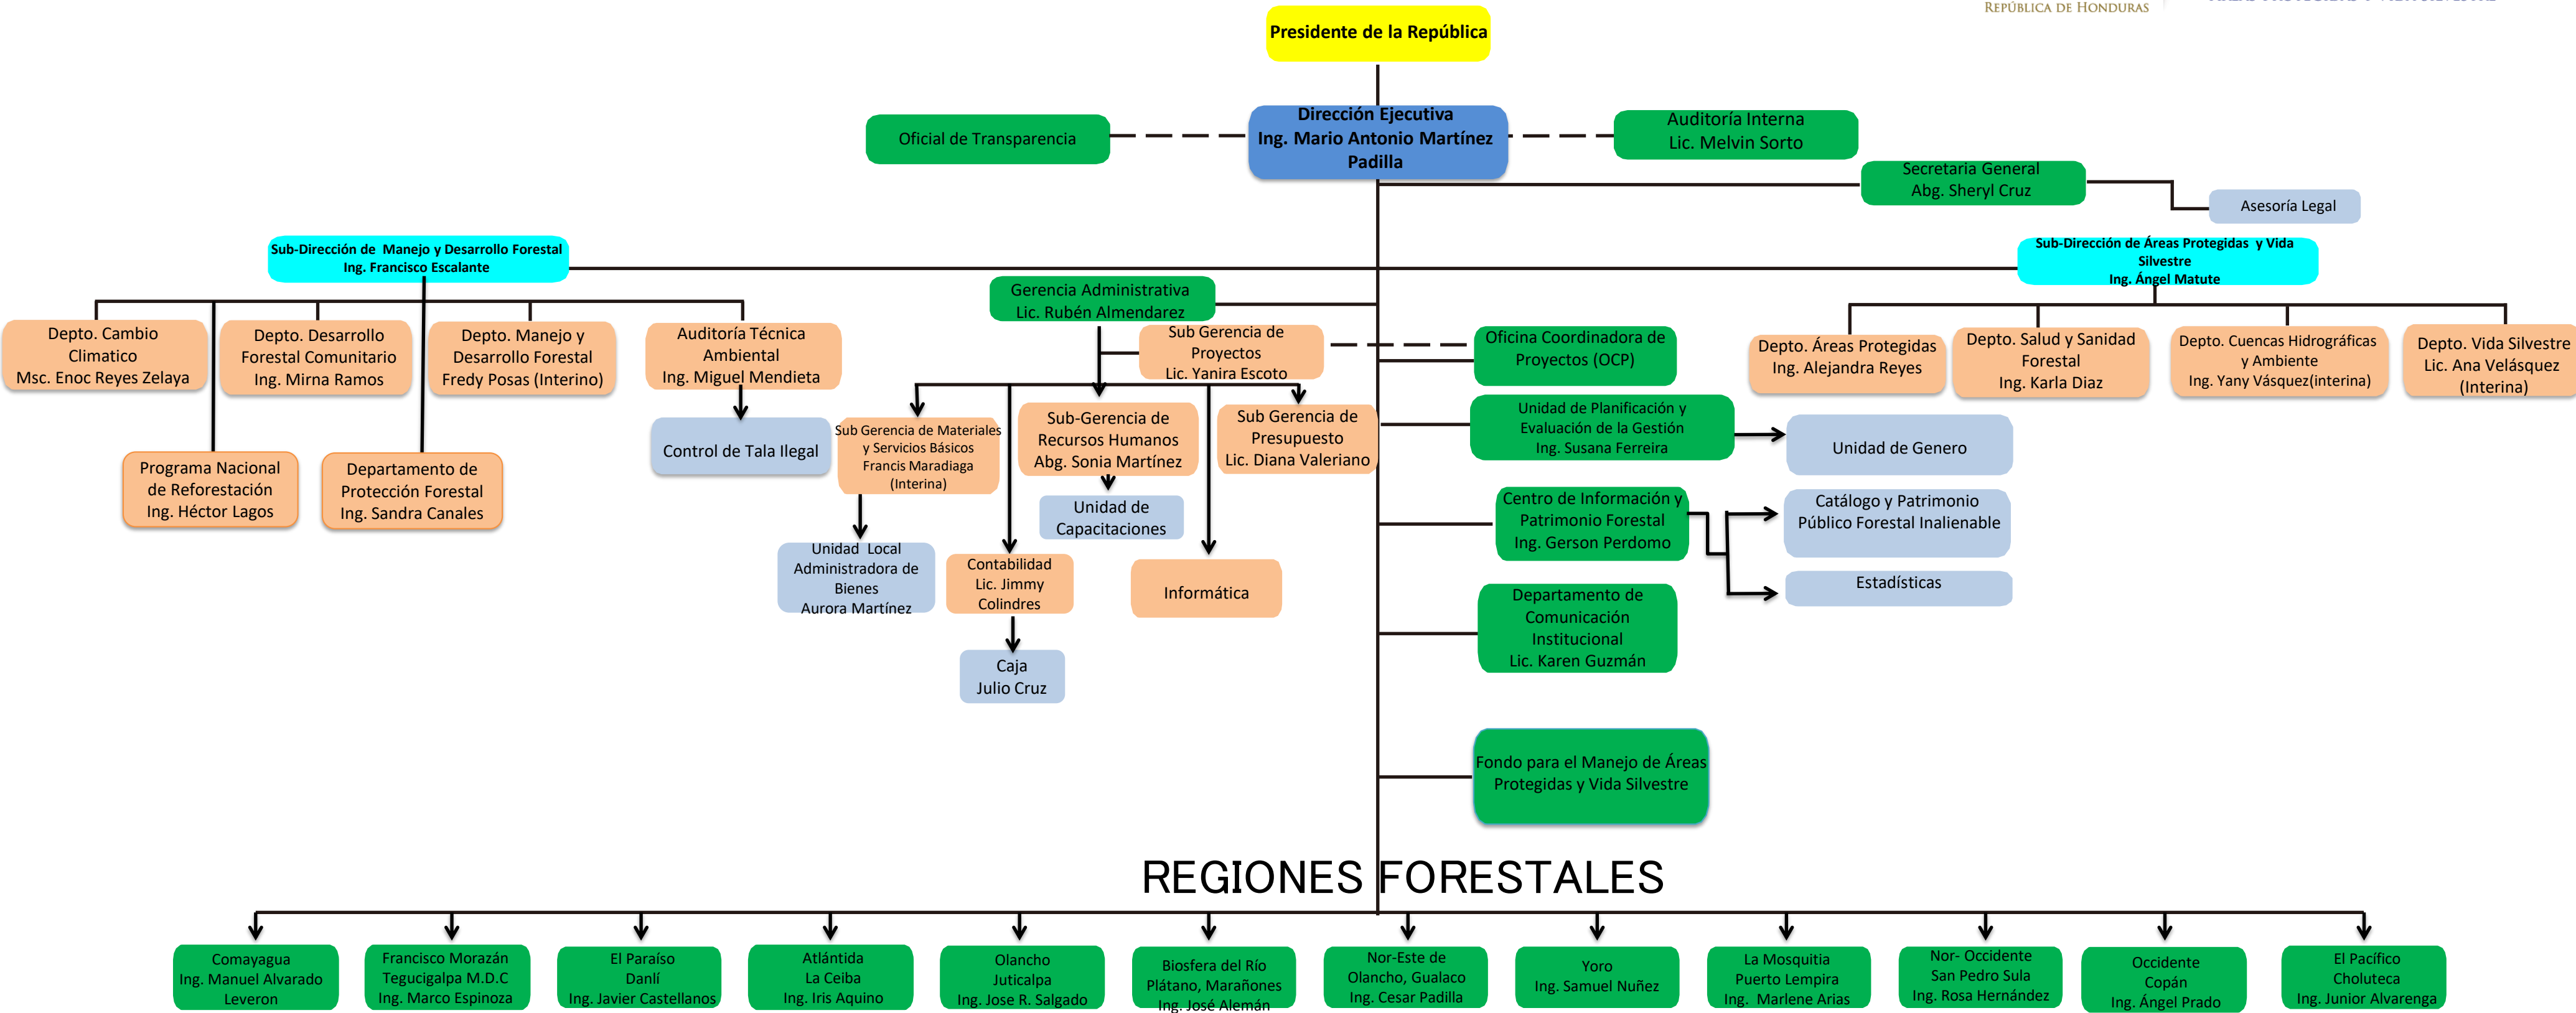 REPÚBLICA DE HONDURAS
ÁREAS PROTEGIDAS Y VIDA SILVESTRE
Presidente de la República
Dirección Ejecutiva
Ing. Mario Antonio Martínez
Padilla
Oficial de Transparencia
Auditoría Interna
Lic. Melvin Sorto
Secretaria General
Abg. Sheryl Cruz
Asesoría Legal
Sub-Dirección de Manejo y Desarrollo Forestal
Ing. Francisco Escalante
Sub-Dirección de Áreas Protegidas y Vida
Silvestre
Ing. Ángel Matute
Depto. Cambio
Climatico
Msc. Enoc Reyes Zelaya
Depto. Desarrollo
Forestal Comunitario
Ing. Mirna Ramos
Depto. Manejo y
Desarrollo Forestal
Fredy Posas (Interino)
Auditoría Técnica
Ambiental
Ing. Miguel Mendieta
Gerencia Administrativa
Lic. Rubén Almendarez
Sub Gerencia de
Proyectos
Lic. Yanira Escoto
Oficina Coordinadora de
Proyectos (OCP)
Depto. Áreas Protegidas
Ing. Alejandra Reyes
Depto. Salud y Sanidad
Forestal
Ing. Karla Diaz
Depto. Cuencas Hidrográficas
y Ambiente
Ing. Yany Vásquez(interina)
Depto. Vida Silvestre
Lic. Ana Velásquez
(Interina)
Programa Nacional
de Reforestación
Ing. Héctor Lagos
Departamento de
Protección Forestal
Ing. Sandra Canales
Control de Tala Ilegal
Sub Gerencia de Materiales
y Servicios Básicos
Francis Maradiaga
(Interina)
Sub-Gerencia de
Recursos Humanos
Abg. Sonia Martínez
Sub Gerencia de
Presupuesto
Lic. Diana Valeriano
Unidad de Planificación y
Evaluación de la Gestión
Ing. Susana Ferreira
Unidad de Genero
Unidad de
Capacitaciones
Centro de Información y
Patrimonio Forestal
Ing. Gerson Perdomo
Catálogo y Patrimonio
Público Forestal Inalienable
Estadísticas
Unidad Local
Administradora de
Bienes
Aurora Martínez
Contabilidad
Lic. Jimmy
Colindres
Informática
Departamento de
Comunicación
Institucional
Lic. Karen Guzmán
Caja
Julio Cruz
Fondo para el Manejo de Áreas
Protegidas y Vida Silvestre
REGIONES FORESTALES
Comayagua
Ing. Manuel Alvarado
Leveron
Francisco Morazán
Tegucigalpa M.D.C
Ing. Marco Espinoza
El Paraíso
Danlí
Ing. Javier Castellanos
Atlántida
La Ceiba
Ing. Iris Aquino
Olancho
Juticalpa
Ing. Jose R. Salgado
Biosfera del Río
Plátano, Marañones
Ing. José Alemán
Nor-Este de
Olancho, Gualaco
Ing. Cesar Padilla
Yoro
Ing. Samuel Nuñez
La Mosquitia
Puerto Lempira
Ing. Marlene Arias
Nor- Occidente
San Pedro Sula
Ing. Rosa Hernández
Occidente
Copán
Ing. Ángel Prado
El Pacífico
Choluteca
Ing. Junior Alvarenga